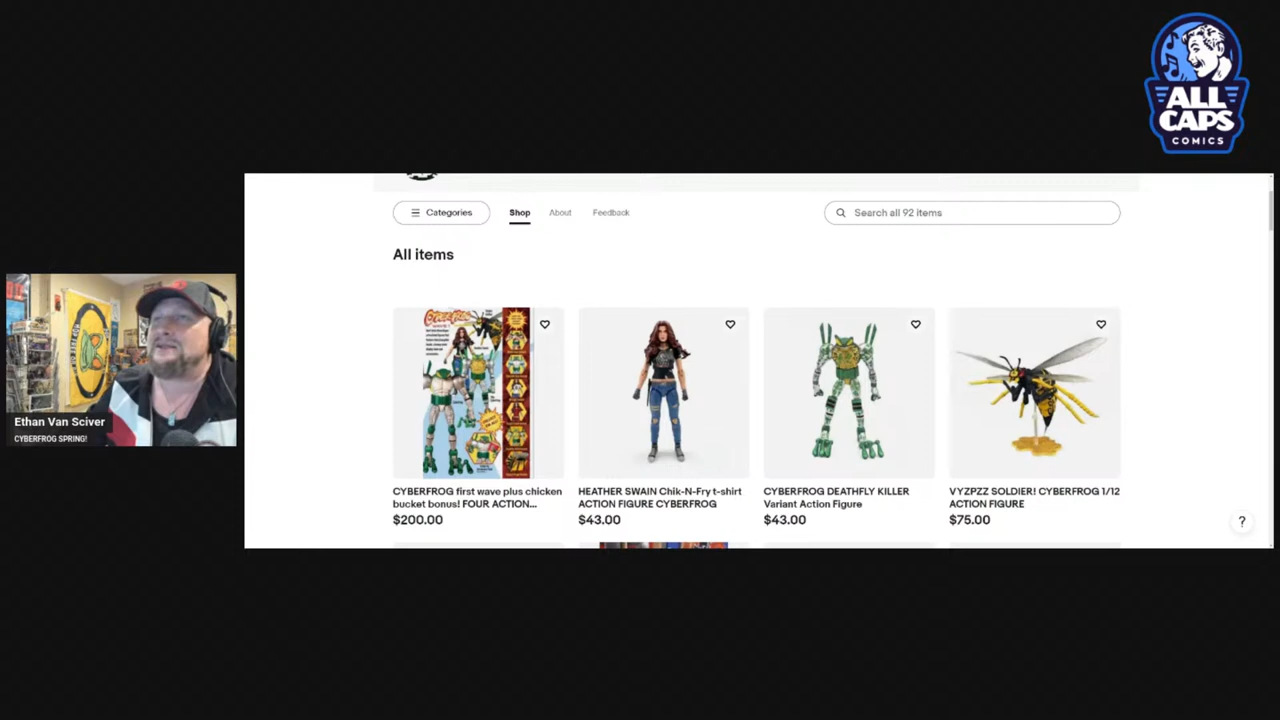 ALL
CAPS
COMICS
Categories
Shop
About
Feedback
Search all 92 items
All items
CYBERFROG first wave plus chicken
bucket bonus! FOUR ACTION...
$200.00
HEATHER SWAIN Chik-N-Fry t-shirt
ACTION FIGURE CYBERFROG
$43.00
CYBERFROG DEATHFLY KILLER
Variant Action Figure
$43.00
VYZPZZ SOLDIER! CYBERFROG 1/12
ACTION FIGURE
$75.00
?
Ethan Van Sciver
CYBERFROG SPRING!